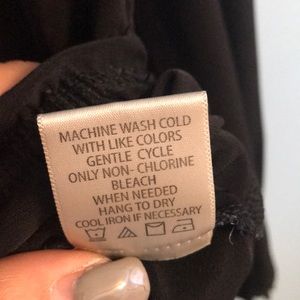 MACHINE WASH COLD
WITH LIKE COLORS
GENTLE CYCLE
ONLY NON- CHLORINE
BLEACH
WHEN NEEDED
HANG TO DRY
COOL IRON IF NECESSARY